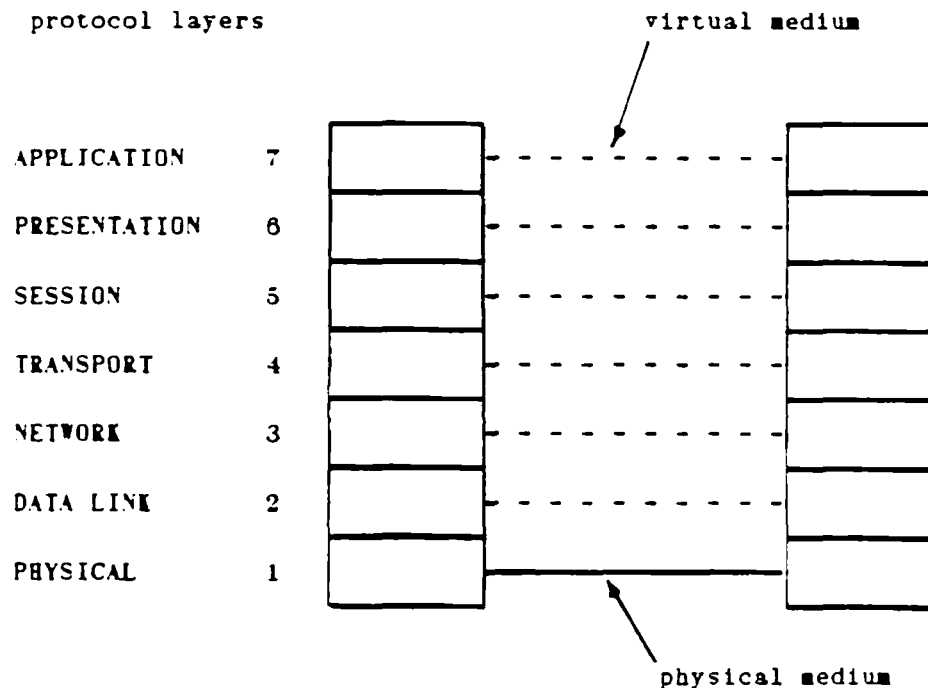 protocol layers virtual medium
APPLICATION 7
PRESENTATION 6
SESSION 5
TRANSPORT 4
NETWORK 3
DATA LINK 2
PHYSICAL 1
physical medium